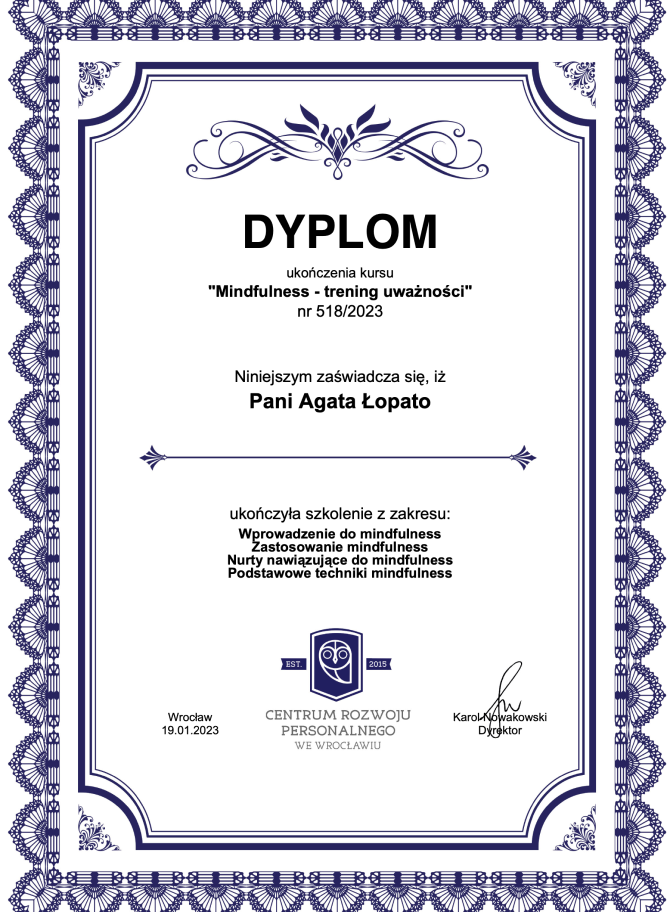 DYPLOM
ukończenia kursu
"Mindfulness - trening uważności"
nr 518/2023
Niniejszym zaświadcza się, iż
Pani Agata Łopato
ukończyła szkolenie z zakresu:
Wprowadzenie do mindfulness
Zastosowanie mindfulness
Nurty nawiązujące do mindfulness
Podstawowe techniki mindfulness
EST. 2015
CENTRUM ROZWOJU
PERSONALNEGO
WE WROCŁAWIU
Wrocław
19.01.2023
Karol Nowakowski
Dyrektor